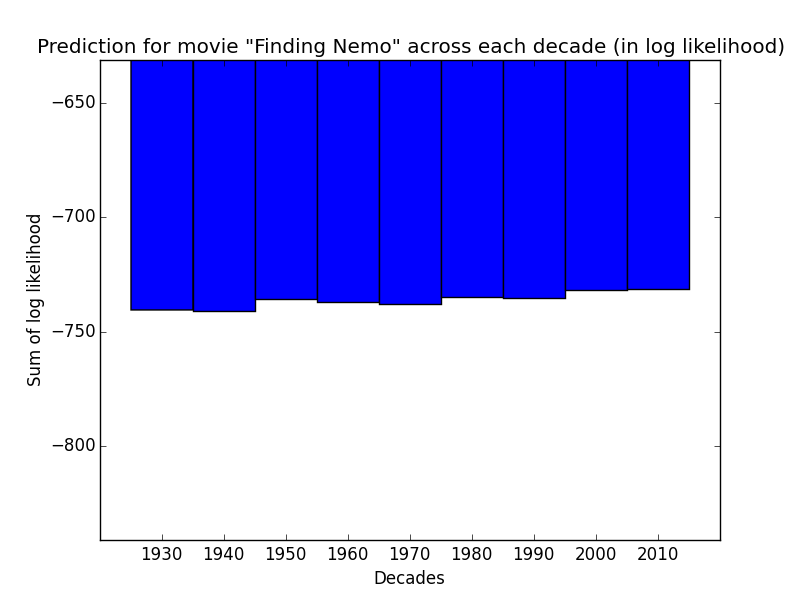 Prediction for movie "Finding Nemo" across each decade (in log likelihood)
−650
−700
−750
−800
Sum of log likelihood
1930 1940 1950 1960 1970 1980 1990 2000 2010
Decades